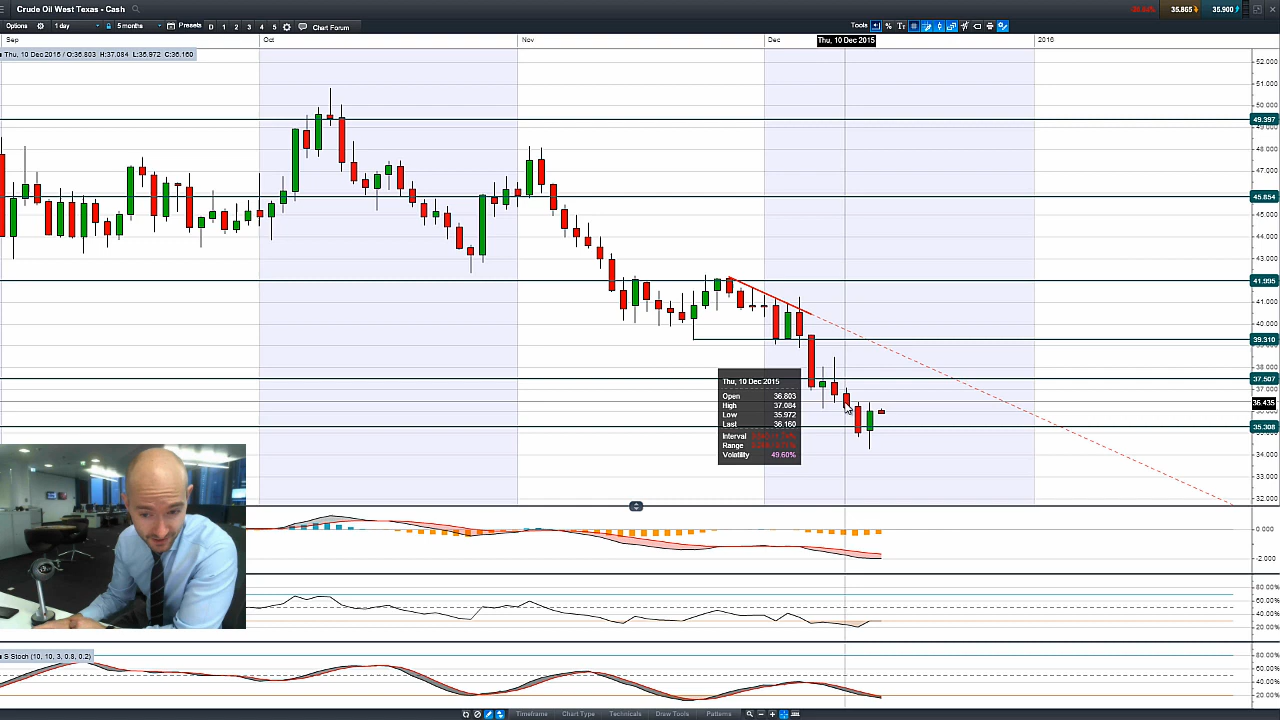 Crude Oil West Texas - Cash
35.865
35.900
Options
1 day
5 months
Presets
D
1
2
3
4
5
Chart Forum
Tools
%
Tr
Sep
Oct
Nov
Dec
Thu, 10 Dec 2015
2016
Thu, 10 Dec 2015 / O:36.803 H:37.084 L:35.972 C:36.160
52.000
51.000
50.000
49.397
49.000
48.000
47.000
45.854
45.000
44.000
43.000
41.995
41.000
40.000
39.310
38.000
37.507
37.000
36.435
35.308
34.000
33.000
32.000
Thu, 10 Dec 2015
Open 36.803
High 37.084
Low 35.972
Last 36.160
Interval
Range
Volatility 49.60%
0.000
-2.000
80.00%
60.00%
40.00%
20.00%
S Stoch (10, 10, 3, 0.8, 0.2)
80.00%
60.00%
40.00%
20.00%
Timeframe
Chart Type
Technicals
Draw Tools
Patterns